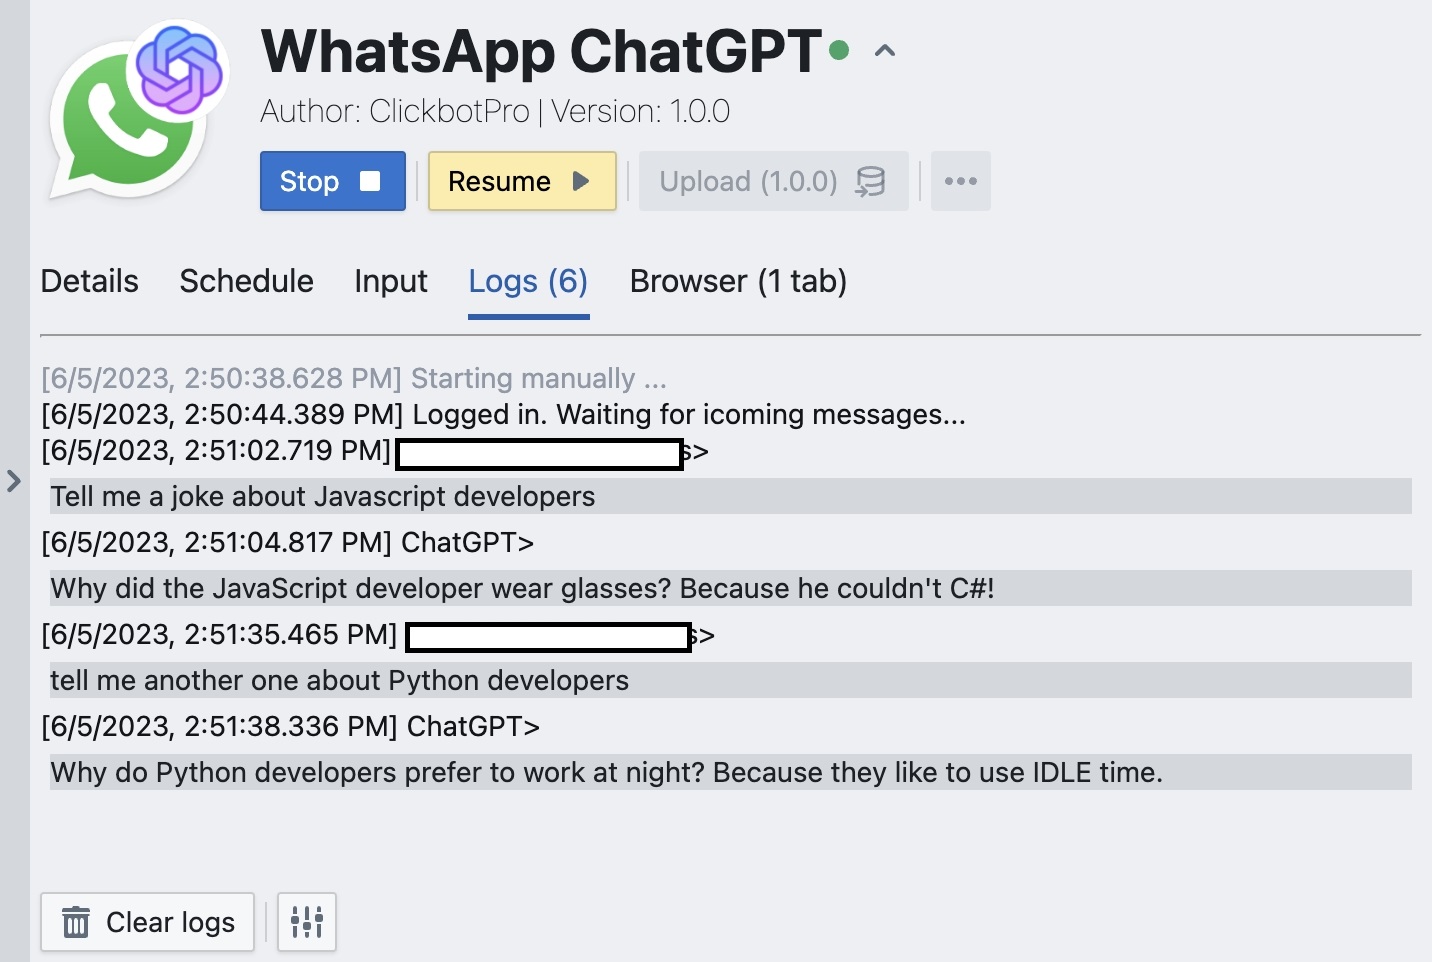 WhatsApp ChatGPT
Author: ClickbotPro | Version: 1.0.0
Stop Resume Upload (1.0.0)
Details Schedule Input Logs (6) Browser (1 tab)
[6/5/2023, 2:50:38.628 PM] Starting manually ...
[6/5/2023, 2:50:44.389 PM] Logged in. Waiting for icoming messages...
[6/5/2023, 2:51:02.719 PM] s>
Tell me a joke about Javascript developers
[6/5/2023, 2:51:04.817 PM] ChatGPT>
Why did the JavaScript developer wear glasses? Because he couldn't C#!
[6/5/2023, 2:51:35.465 PM] s>
tell me another one about Python developers
[6/5/2023, 2:51:38.336 PM] ChatGPT>
Why do Python developers prefer to work at night? Because they like to use IDLE time.
Clear logs